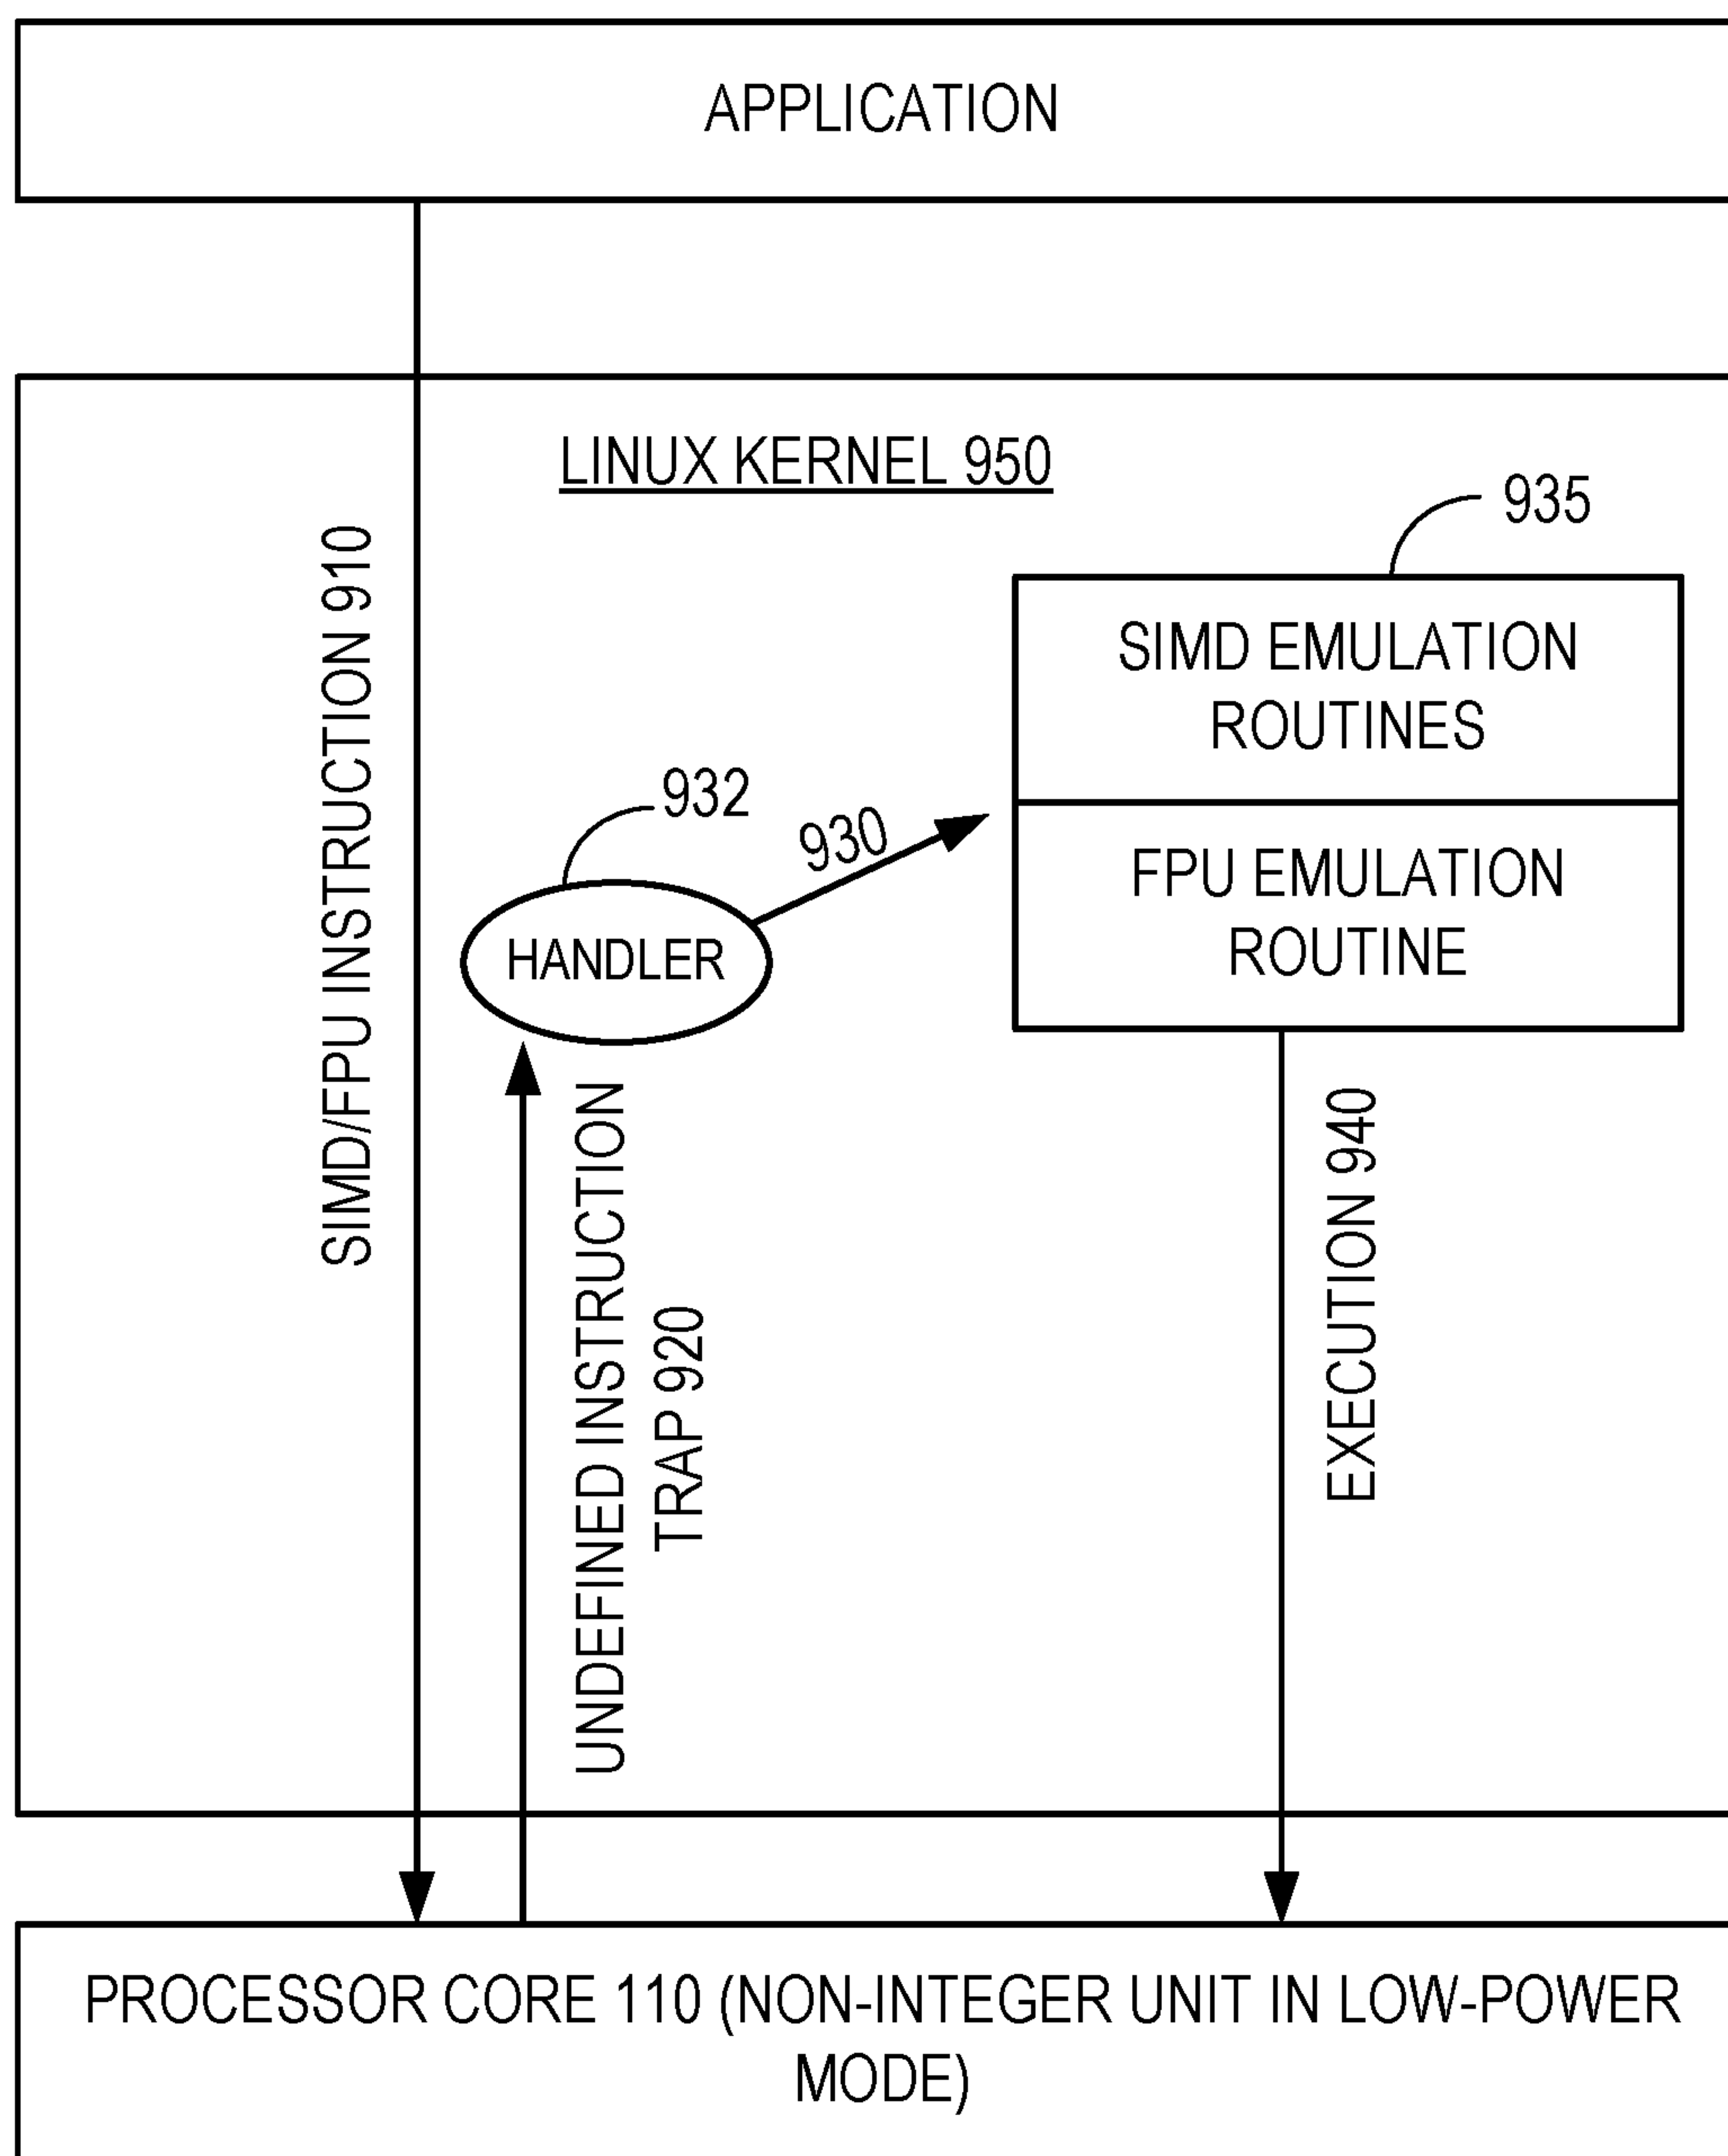 APPLICATION
LINUX KERNEL 950
935
SIMD/FPU INSTRUCTION 910
SIMD EMULATION
ROUTINES
932
930
FPU EMULATION
ROUTINE
HANDLER
UNDEFINED INSTRUCTION
TRAP 920
EXECUTION 940
PROCESSOR CORE 110 (NON-INTEGER UNIT IN LOW-POWER
MODE)